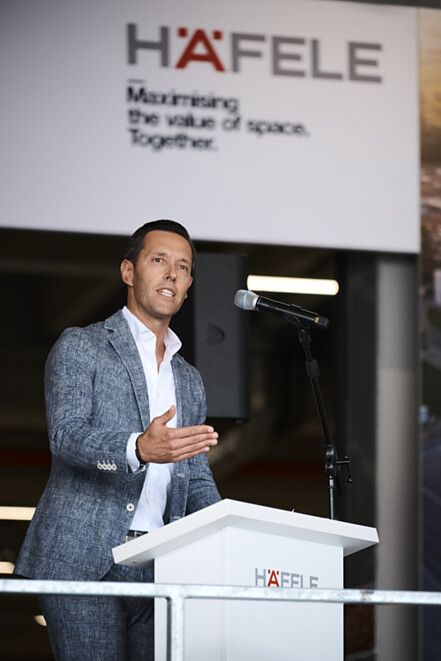 HÄFELE
Maximising
the value of space.
Together.
HÄFELE